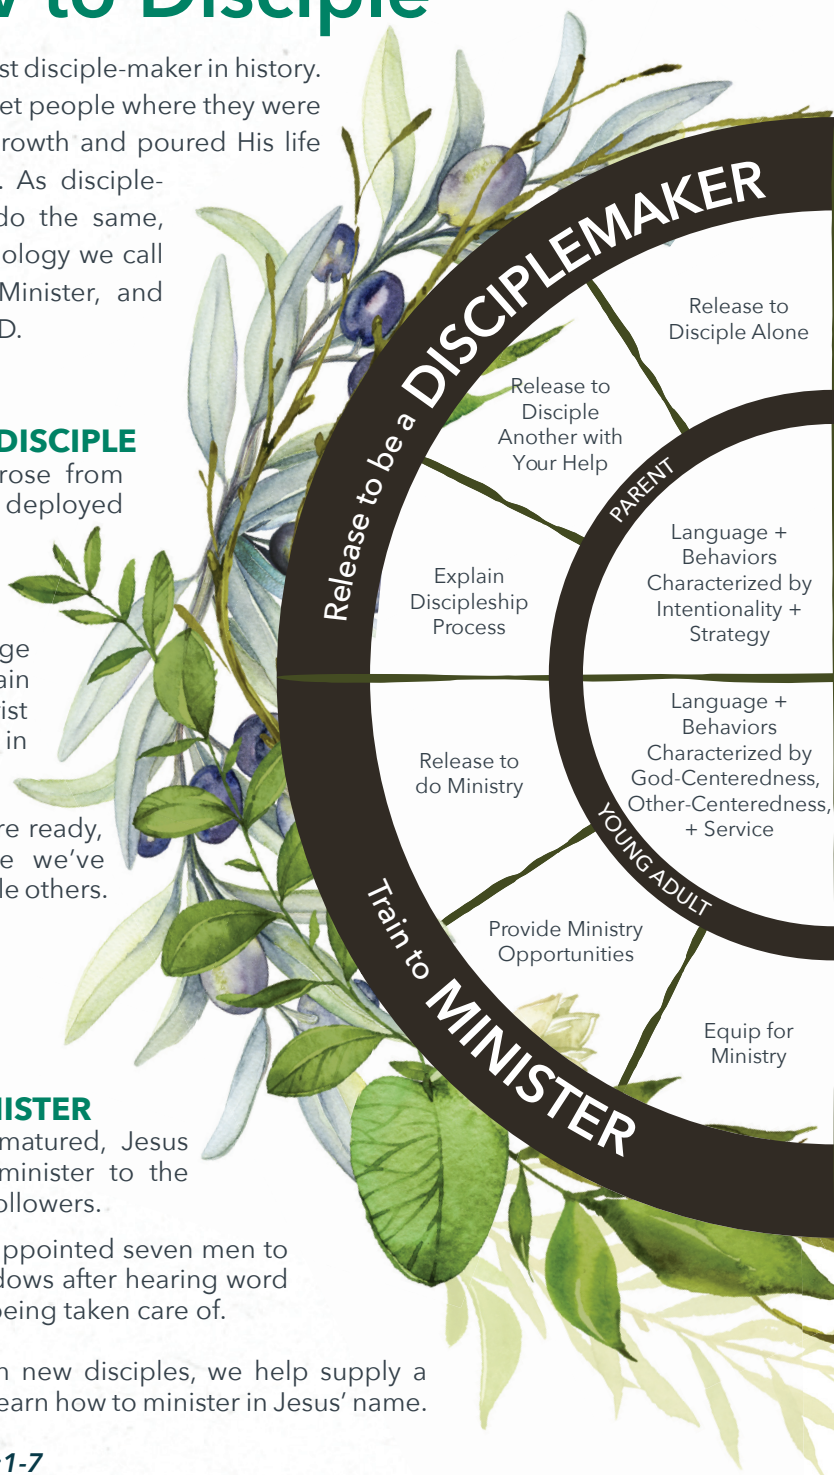 w to Disciple
st disciple-maker in history.
et people where they were
rowth and poured His life
. As disciple-
do the same,
ology we call
Minister, and
D.
DISCIPLE
rose from
deployed
ge
ain
ist
in
re ready,
e we've
le others.
NISTER
matured, Jesus
minister to the
ollowers.
ppointed seven men to
dows after hearing word
being taken care of.
n new disciples, we help supply a
earn how to minister in Jesus' name.
:1-7
Release to be a DISCIPLEMAKER
Release to
Disciple Alone
Release to
Disciple
Another with
Your Help
Explain
Discipleship
Process
PARENT
Language +
Behaviors
Characterized by
Intentionality +
Strategy
Language +
Behaviors
Characterized by
God-Centeredness,
Other-Centeredness,
+ Service
YOUNG ADULT
Release to
do Ministry
Provide Ministry
Opportunities
Equip for
Ministry
Train to MINISTER